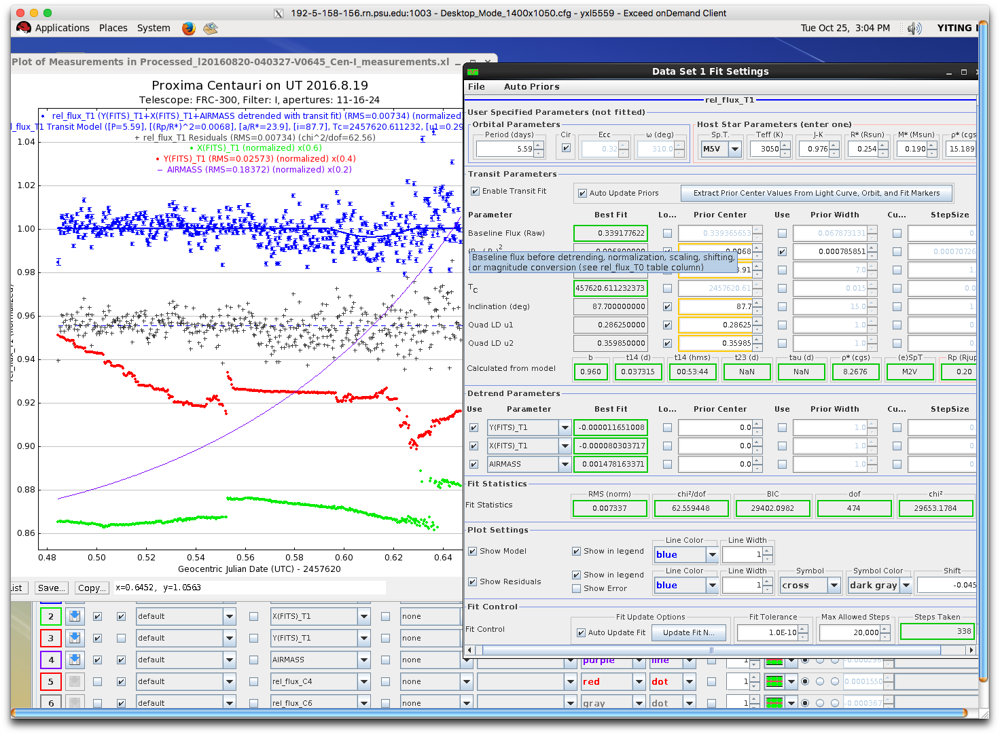 192-5-158-156.rn.psu.edu:1003 - Desktop_Mode_1400x1050.cfg - yxl5559 - Exceed onDemand Client
Applications Places System Tue Oct 25, 3:04 PM YITING
Plot of Measurements in Processed_I20160820-040327-V0645_Cen-I_measurements.xl
Proxima Centauri on UT 2016.8.19
Telescope: FRC-300, Filter: I, apertures: 11-16-24
rel_flux_T1 (Y(FITS)_T1+X(FITS)_T1+AIRMASS detrended with transit fit) (RMS=0.00734) (normalized
l_flux_T1 Transit Model ([P=5.59], [(Rp/R*)^2=0.0068], [a/R*=23.9], [i=87.7], Tc=2457620.611232, [u1=0.29
rel_flux_T1 Residuals (RMS=0.00734) (chi^2/dof=62.56)
X(FITS)_T1 (normalized) x(0.6)
Y(FITS)_T1 (RMS=0.02573) (normalized) x(0.4)
AIRMASS (RMS=0.18372) (normalized) x(0.2)
1.04
1.02
1.00
0.98
0.96
0.94
0.92
0.90
0.88
0.86
0.48 0.50 0.52 0.54 0.56 0.58 0.60 0.62 0.64
Geocentric Julian Date (UTC) - 2457620
ist Save... Copy... x=0.6452, y=1.0563
Data Set 1 Fit Settings
File Auto Priors
rel_flux_T1
User Specified Parameters (not fitted)
Orbital Parameters Host Star Parameters (enter one)
Period (days) Cir Ecc ω (deg) Sp.T. Teff (K) J-K R* (Rsun) M* (Msun) ρ* (cgs
5.59 0.32 310.0 M5V 3050 0.976 0.254 0.190 15.189
Transit Parameters
Enable Transit Fit Auto Update Priors Extract Prior Center Values From Light Curve, Orbit, and Fit Markers
Parameter Best Fit Lo... Prior Center Use Prior Width Cu... StepSize
Baseline Flux (Raw) 0.339177622 0.339365653 0.067873131 0.
0068 0.000785851 0.00070726
Baseline flux before detrending, normalization, scaling, shifting,
or magnitude conversion (see rel_flux_T0 table column) 3.91 7.0 1.
Tc 457620.611232373 2457620.61 0.015 0.0
Inclination (deg) 87.700000000 87.7 15.0 1.
Quad LD u1 0.286250000 0.28625 1.0 0.
Quad LD u2 0.359850000 0.35985 1.0 0.
b t14 (d) t14 (hms) t23 (d) tau (d) ρ* (cgs) (e)SpT Rp (Rjup
Calculated from model 0.960 0.037315 00:53:44 NaN NaN 8.2676 M2V 0.20
Detrend Parameters
Use Parameter Best Fit Lo... Prior Center Use Prior Width Cu... StepSize
Y(FITS)_T1 -0.000011651008 0.0 1.0 0.
X(FITS)_T1 -0.000080303717 0.0 1.0 0.
AIRMASS 0.001478163371 0.0 1.0 0.
Fit Statistics
RMS (norm) chi²/dof BIC dof chi²
Fit Statistics 0.007337 62.559448 29402.0982 474 29653.1784
Plot Settings
Line Color Line Width
Show Model Show in legend blue 1
Line Color Line Width Symbol Symbol Color Shift
Show Residuals Show in legend Show Error blue 1 cross dark gray -0.045
Fit Control
Fit Update Options Fit Tolerance Max Allowed Steps Steps Taken
Fit Control Auto Update Fit Update Fit N... 1.0E-10 20,000 338
2 default X(FITS)_T1 none
3 default Y(FITS)_T1 none
4 default AIRMASS none purple line 1
5 default rel_flux_C4 none red dot 1 0.0001550
6 default rel_flux_C6 none gray dot 1 -0.000367